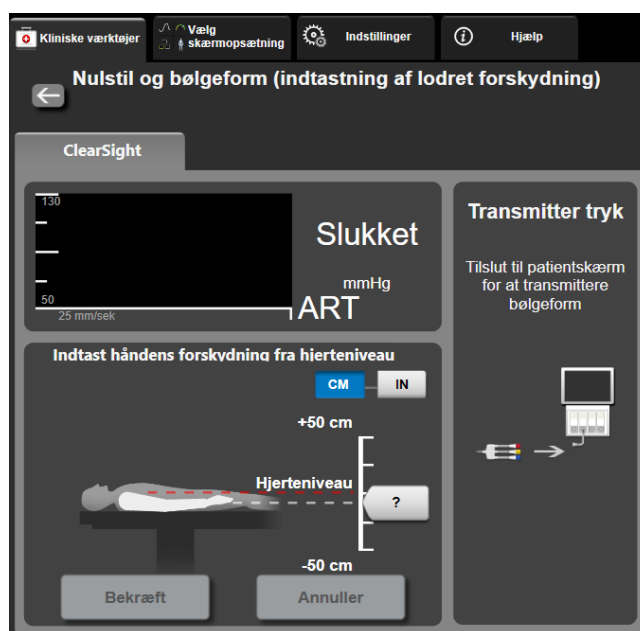 Kliniske værktøjer
Vælg
skærmopsætning
Indstillinger
Hjælp
Nulstil og bølgeform (indtastning af lodret forskydning)
ClearSight
130
50
25 mm/sek
Slukket
mmHg
ART
Transmitter tryk
Tilslut til patientskærm
for at transmittere
bølgeform
Indtast håndens forskydning fra hjerteniveau
CM
IN
+50 cm
Hjerteniveau
?
-50 cm
Bekræft
Annuller